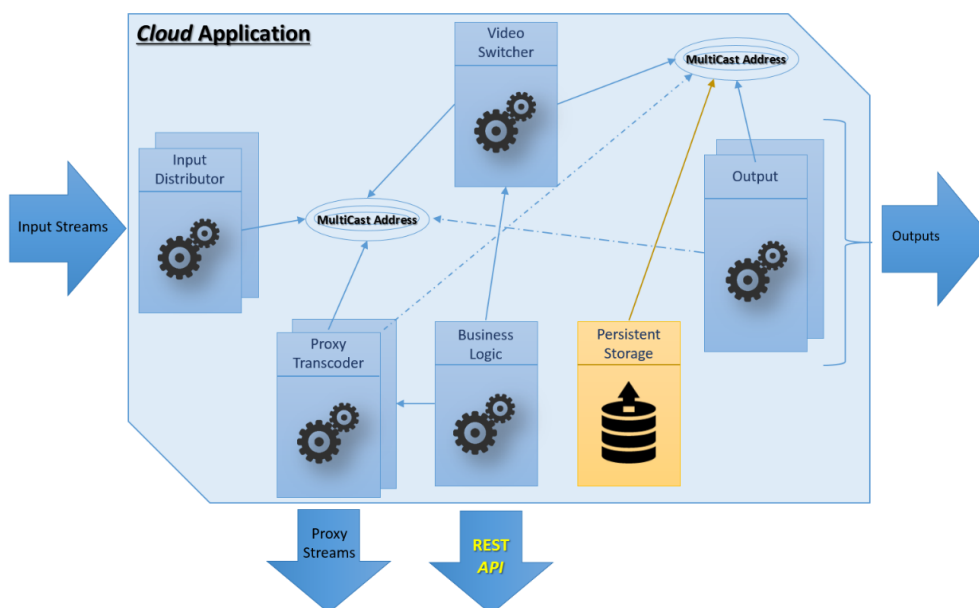 Cloud Application
Video
Switcher
MultiCast Address
Input
Distributor
Output
Input Streams
MultiCast Address
Outputs
Proxy
Transcoder
Business
Logic
Persistent
Storage
Proxy
Streams
REST
API